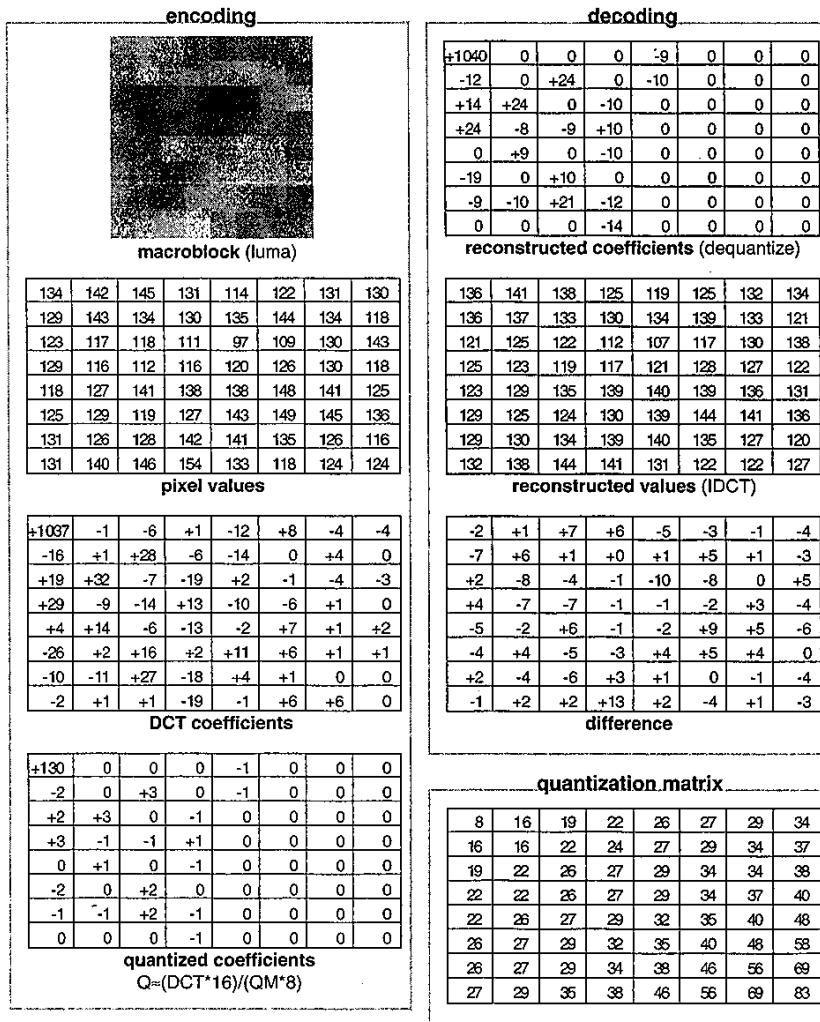 encoding
macroblock (luma)
134 142 145 131 114 122 131 130
129 143 134 130 135 144 134 118
123 117 118 111 97 109 130 143
129 116 112 116 120 126 130 118
118 127 141 138 138 148 141 125
125 129 119 127 143 149 145 136
131 126 128 142 141 135 126 116
131 140 146 154 133 118 124 124
pixel values
+1037 -1 -6 +1 -12 +8 -4 -4
-16 +1 +28 -6 -14 0 +4 0
+19 +32 -7 -19 +2 -1 -4 -3
+29 -9 -14 +13 -10 -6 +1 0
+4 +14 -6 -13 -2 +7 +1 +2
-26 +2 +16 +2 +11 +6 +1 +1
-10 -11 +27 -18 +4 +1 0 0
-2 +1 +1 -19 -1 +6 +6 0
DCT coefficients
+130 0 0 0 -1 0 0 0
-2 0 +3 0 -1 0 0 0
+2 +3 0 -1 0 0 0 0
+3 -1 -1 +1 0 0 0 0
0 +1 0 -1 0 0 0 0
-2 0 +2 0 0 0 0 0
-1 -1 +2 -1 0 0 0 0
0 0 0 -1 0 0 0 0
quantized coefficients
Q≈(DCT*16)/(QM*8)
decoding
+1040 0 0 0 -9 0 0 0
-12 0 +24 0 -10 0 0 0
+14 +24 0 -10 0 0 0 0
+24 -8 -9 +10 0 0 0 0
0 +9 0 -10 0 0 0 0
-19 0 +10 0 0 0 0 0
-9 -10 +21 -12 0 0 0 0
0 0 0 -14 0 0 0 0
reconstructed coefficients (dequantize)
136 141 138 125 119 125 132 134
136 137 133 130 134 139 133 121
121 125 122 112 107 117 130 138
125 123 119 117 121 128 127 122
123 129 135 139 140 139 136 131
129 125 124 130 139 144 141 136
129 130 134 139 140 135 127 120
132 138 144 141 131 122 122 127
reconstructed values (IDCT)
-2 +1 +7 +6 -5 -3 -1 -4
-7 +6 +1 +0 +1 +5 +1 -3
+2 -8 -4 -1 -10 -8 0 +5
+4 -7 -7 -1 -1 -2 +3 -4
-5 -2 +6 -1 -2 +9 +5 -6
-4 +4 -5 -3 +4 +5 +4 0
+2 -4 -6 +3 +1 0 -1 -4
-1 +2 +2 +13 +2 -4 +1 -3
difference
quantization matrix
8 16 19 22 26 27 29 34
16 16 22 24 27 29 34 37
19 22 26 27 29 34 34 38
22 22 26 27 29 34 37 40
22 26 27 29 32 35 40 48
26 27 29 32 35 40 48 58
26 27 29 34 38 46 56 69
27 29 35 38 46 56 69 83